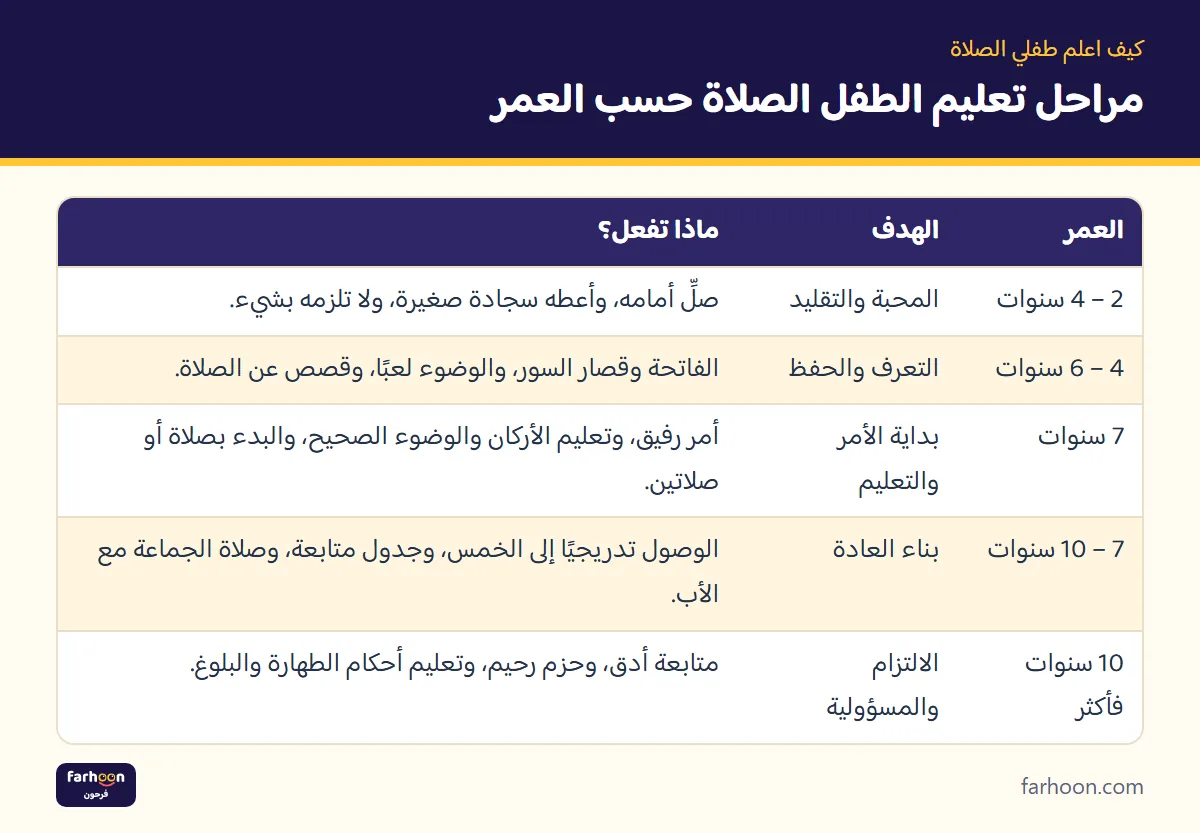 كيف اعلم طفلي الصلاة
مراحل تعليم الطفل الصلاة حسب العمر
العمر الهدف ماذا تفعل؟
2 – 4 سنوات المحبة والتقليد صلِّ أمامه، وأعطه سجادة صغيرة، ولا تلزمه بشيء.
4 – 6 سنوات التعرف والحفظ الفاتحة وقصار السور، والوضوء لعبًا، وقصص عن الصلاة.
7 سنوات بداية الأمر أمر رفيق، وتعليم الأركان والوضوء الصحيح، والبدء بصلاة أو
والتعليم صلاتين.
7 – 10 سنوات بناء العادة الوصول تدريجيًا إلى الخمس، وجدول متابعة، وصلاة الجماعة مع
الأب.
10 سنوات الالتزام متابعة أدق، وحزم رحيم، وتعليم أحكام الطهارة والبلوغ.
فأكثر والمسؤولية
farhoon.com
farhoon
فرحون